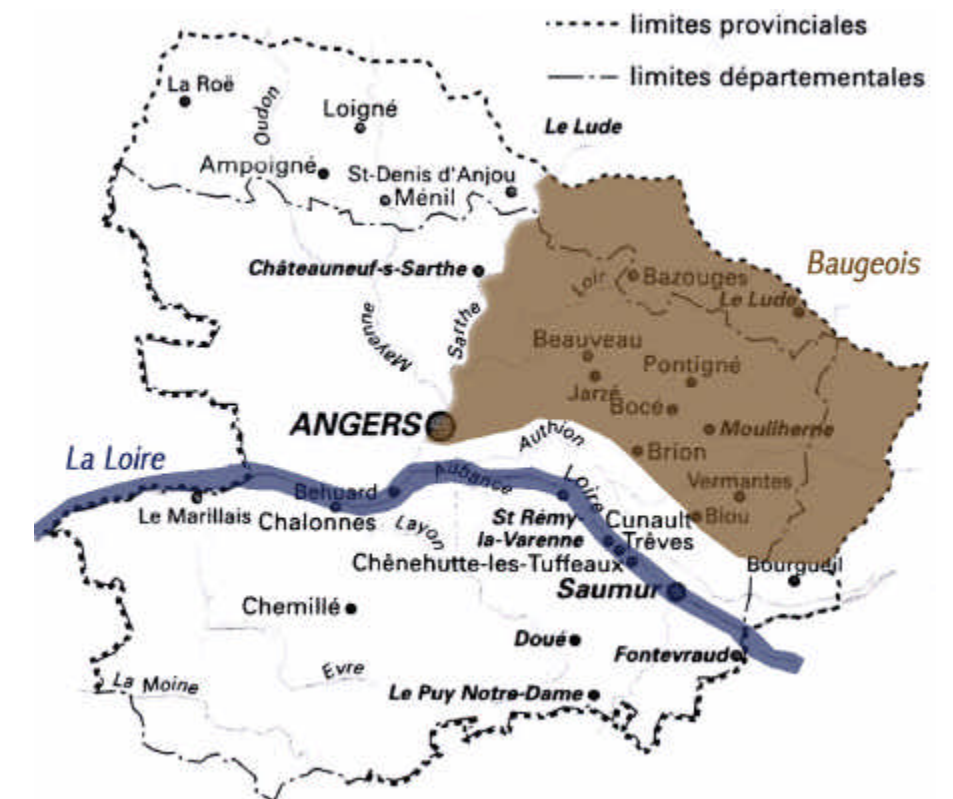 limites provinciales
limites départementales
La Roë
Oudon
Loigné
Le Lude
Ampoigné
St-Denis d'Anjou
Ménil
Châteauneuf-s-Sarthe
Baugeois
Loir
Bazouges
Le Lude
Mayenne
Sarthe
Beauveau
Pontigné
Jarzé
Bocé
ANGERS
Mouliherne
Authion
Brion
La Loire
Aubance
Loire
Vermantes
Behuard
Le Marillais
Chalonnes
Layon
St Rémy-
la-Varenne
Cunault
Biou
Trêves
Chênehutte-les-Tuffeaux
Bourgueil
Saumur
Chemillé
Doué
Fontevraud
Evre
La Moine
Le Puy Notre-Dame